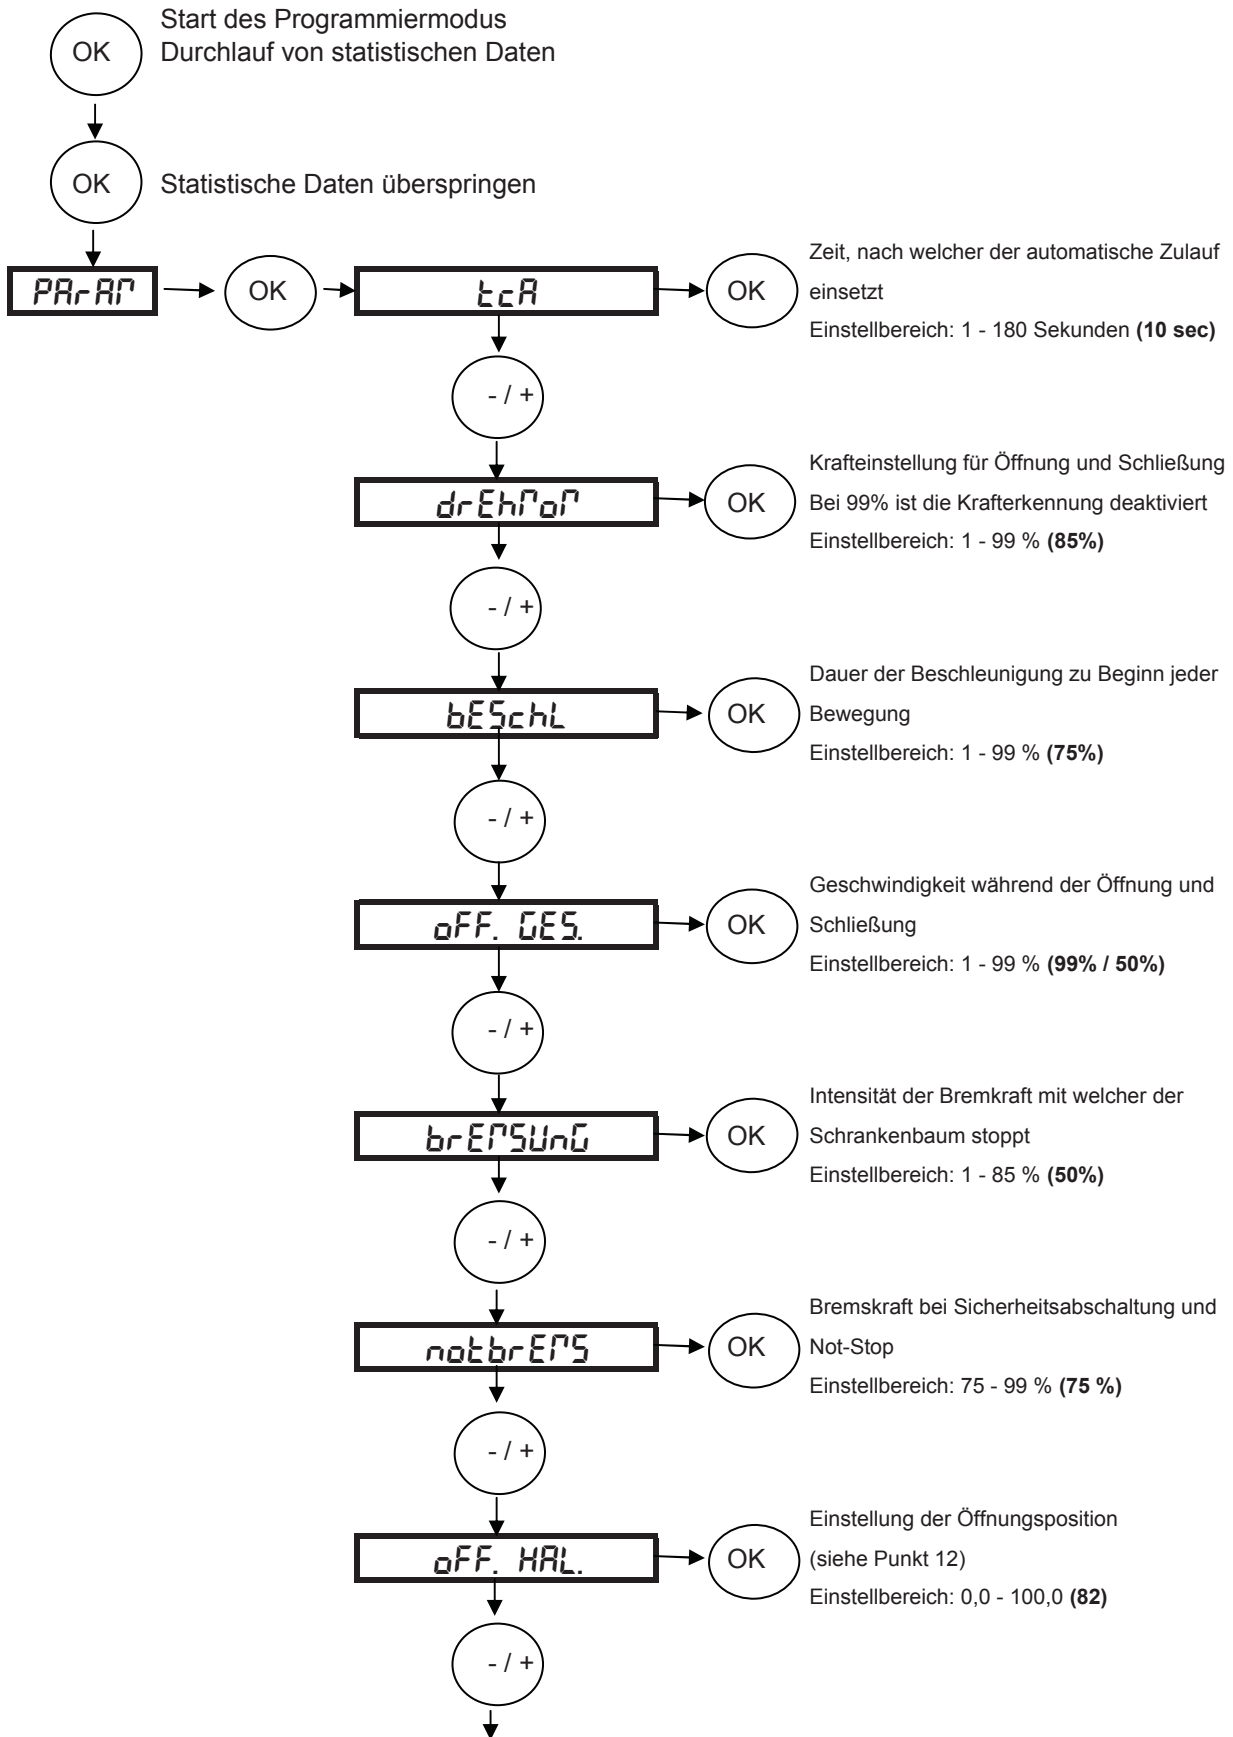 OK
Start des Programmiermodus
Durchlauf von statistischen Daten
OK
Statistische Daten überspringen
PArAM
OK
tcA
OK
Zeit, nach welcher der automatische Zulauf
einsetzt
Einstellbereich: 1 - 180 Sekunden (10 sec)
- / +
drEhMoM
OK
Krafteinstellung für Öffnung und Schließung
Bei 99% ist die Krafterkennung deaktiviert
Einstellbereich: 1 - 99 % (85%)
- / +
bESchL
OK
Dauer der Beschleunigung zu Beginn jeder
Bewegung
Einstellbereich: 1 - 99 % (75%)
- / +
oFF. GES.
OK
Geschwindigkeit während der Öffnung und
Schließung
Einstellbereich: 1 - 99 % (99% / 50%)
- / +
brEMSUnG
OK
Intensität der Bremkraft mit welcher der
Schrankenbaum stoppt
Einstellbereich: 1 - 85 % (50%)
- / +
notbrEMS
OK
Bremskraft bei Sicherheitsabschaltung und
Not-Stop
Einstellbereich: 75 - 99 % (75 %)
- / +
oFF. HAL.
OK
Einstellung der Öffnungsposition
(siehe Punkt 12)
Einstellbereich: 0,0 - 100,0 (82)
- / +